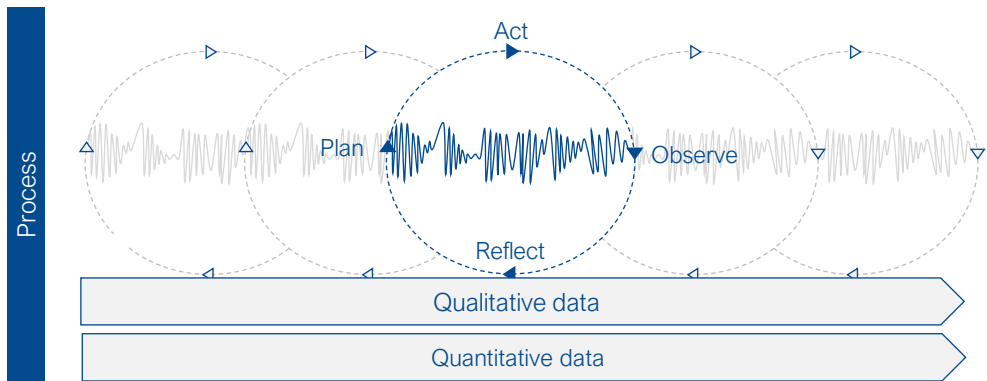 Process
Act
Plan
Observe
Reflect
Qualitative data
Quantitative data